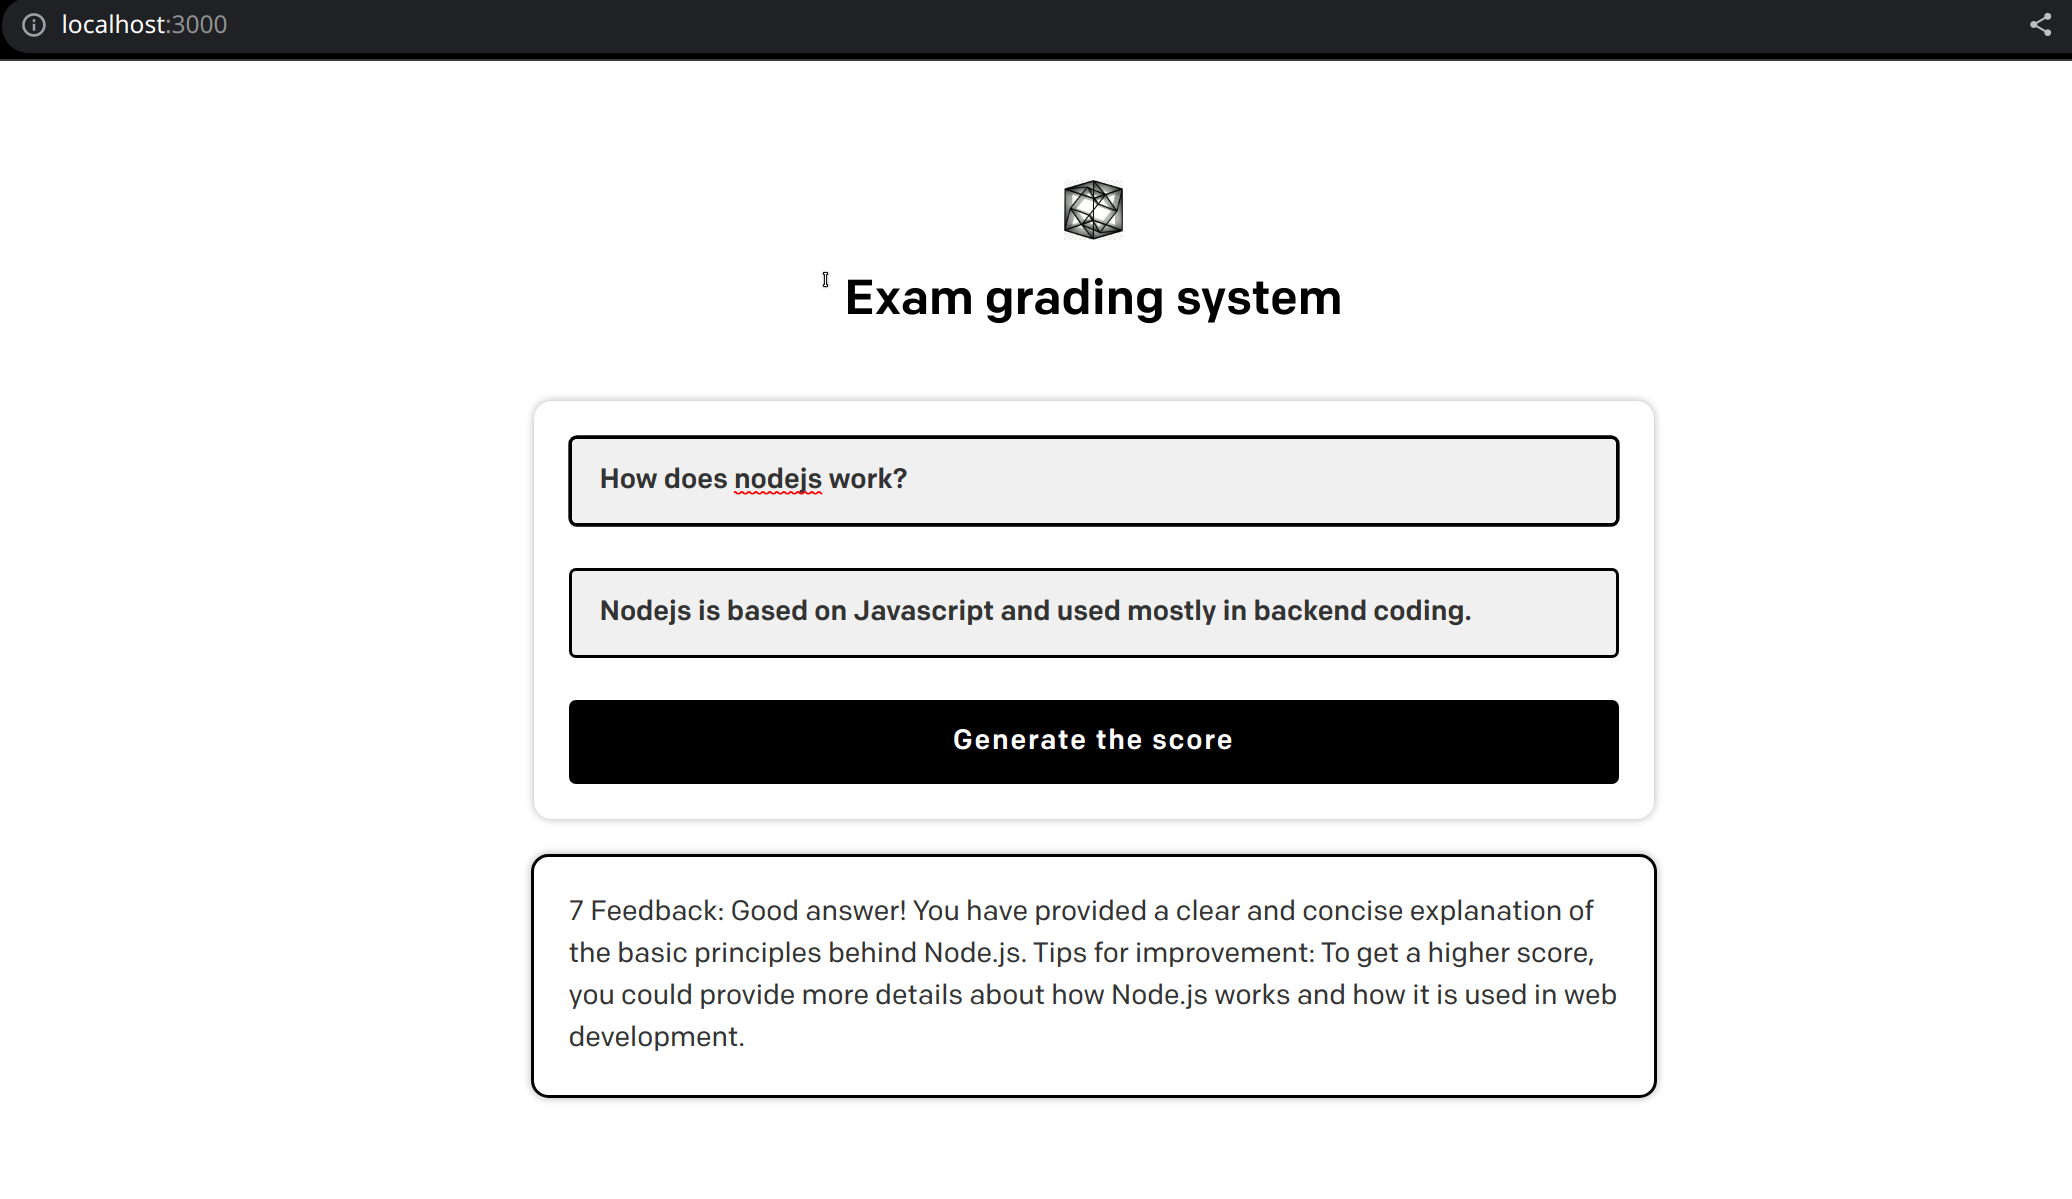 localhost:3000
Exam grading system
How does nodejs work?
Nodejs is based on Javascript and used mostly in backend coding.
Generate the score
7 Feedback: Good answer! You have provided a clear and concise explanation of
the basic principles behind Node.js. Tips for improvement: To get a higher score,
you could provide more details about how Node.js works and how it is used in web
development.